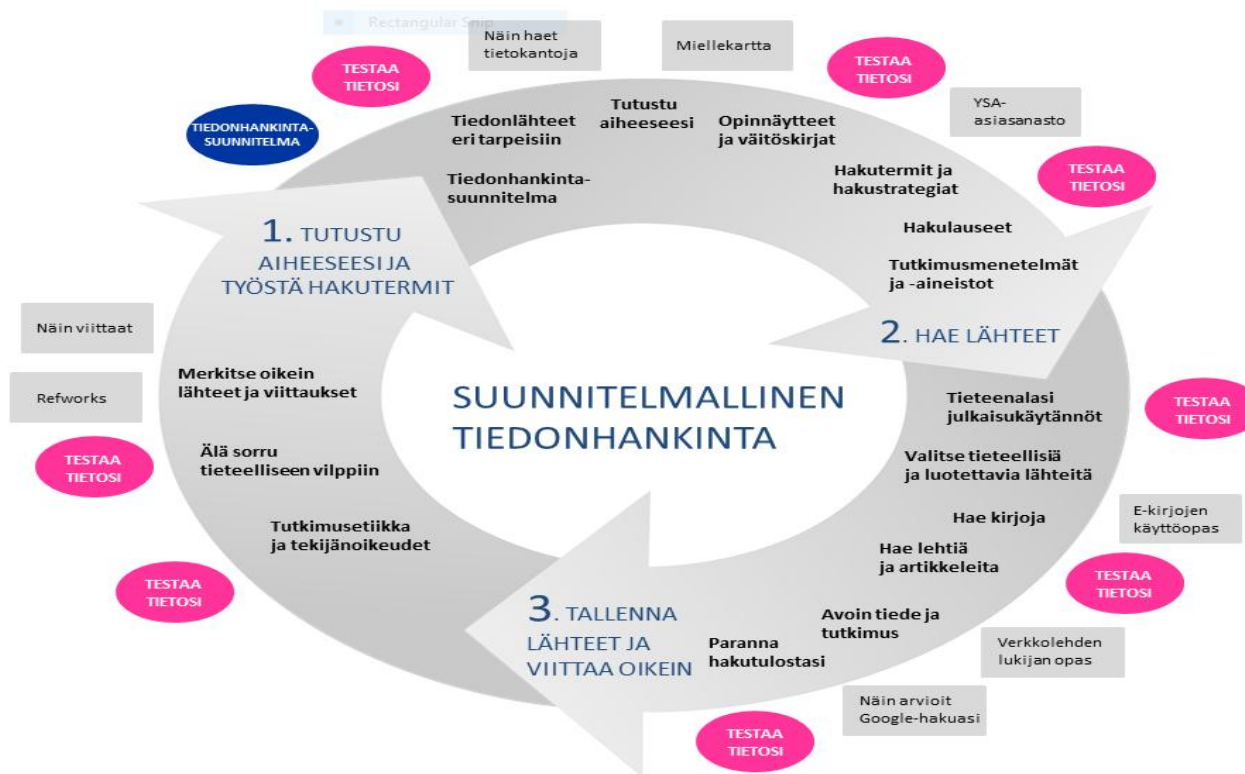 Rectangular Snip
TESTAA
TIETOSI
Näin haet
tietokantoja
Miellekartta
TESTAA
TIETOSI
YSA-
asiasanasto
TESTAA
TIETOSI
TIEDONHANKINTA-
SUUNNITELMA
Tiedonlähteet
eri tarpeisiin
Tutustu
aiheeseesi
Opinnäytteet
ja väitöskirjat
Tiedonhankinta-
suunnitelma
Hakutermit ja
hakustrategiat
Hakulauseet
Tutkimusmenetelmät
ja -aineistot
1. TUTUSTU
AIHEESEESI JA
TYÖSTÄ HAKUTERMIT
2. HAE LÄHTEET
SUUNNITELMALLINEN
TIEDONHANKINTA
Tieteenalasi
julkaisukäytännöt
TESTAA
TIETOSI
Valitse tieteellisiä
ja luotettavia lähteitä
Hae kirjoja
E-kirjojen
käyttöopas
Hae lehtiä
ja artikkeleita
TESTAA
TIETOSI
Avoin tiede ja
tutkimus
Verkkolehden
lukijan opas
Paranna
hakutulostasi
Näin arvioit
Google-hakuasi
TESTAA
TIETOSI
3. TALLENNA
LÄHTEET JA
VIITTAA OIKEIN
Tutkimusetiikka
ja tekijänoikeudet
TESTAA
TIETOSI
Älä sorru
tieteelliseen vilppiin
TESTAA
TIETOSI
Merkitse oikein
lähteet ja viittaukset
Refworks
Näin viittaat